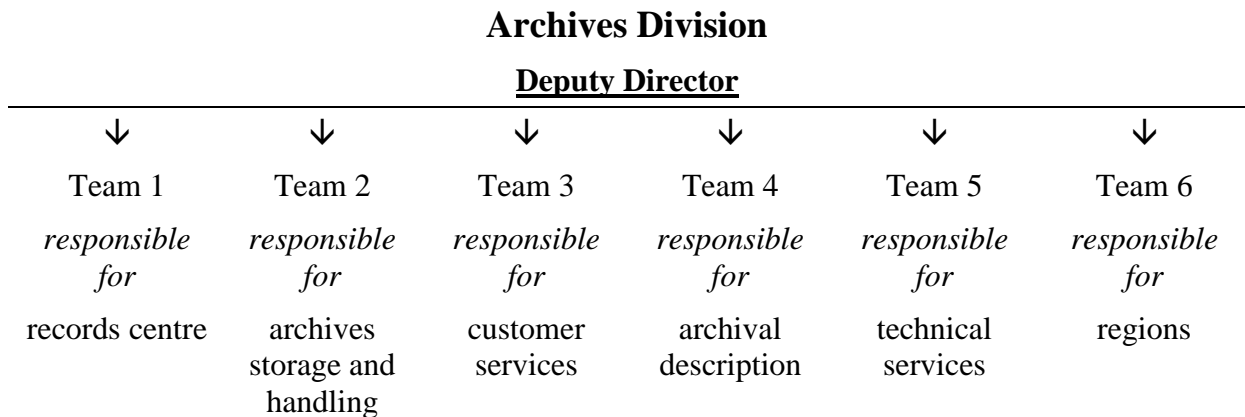 Archives Division
Deputy Director
↓ ↓ ↓ ↓ ↓ ↓
Team 1 Team 2 Team 3 Team 4 Team 5 Team 6
responsible responsible responsible responsible responsible responsible
for for for for for for
records centre archives customer archival technical regions
storage and services description services
handling